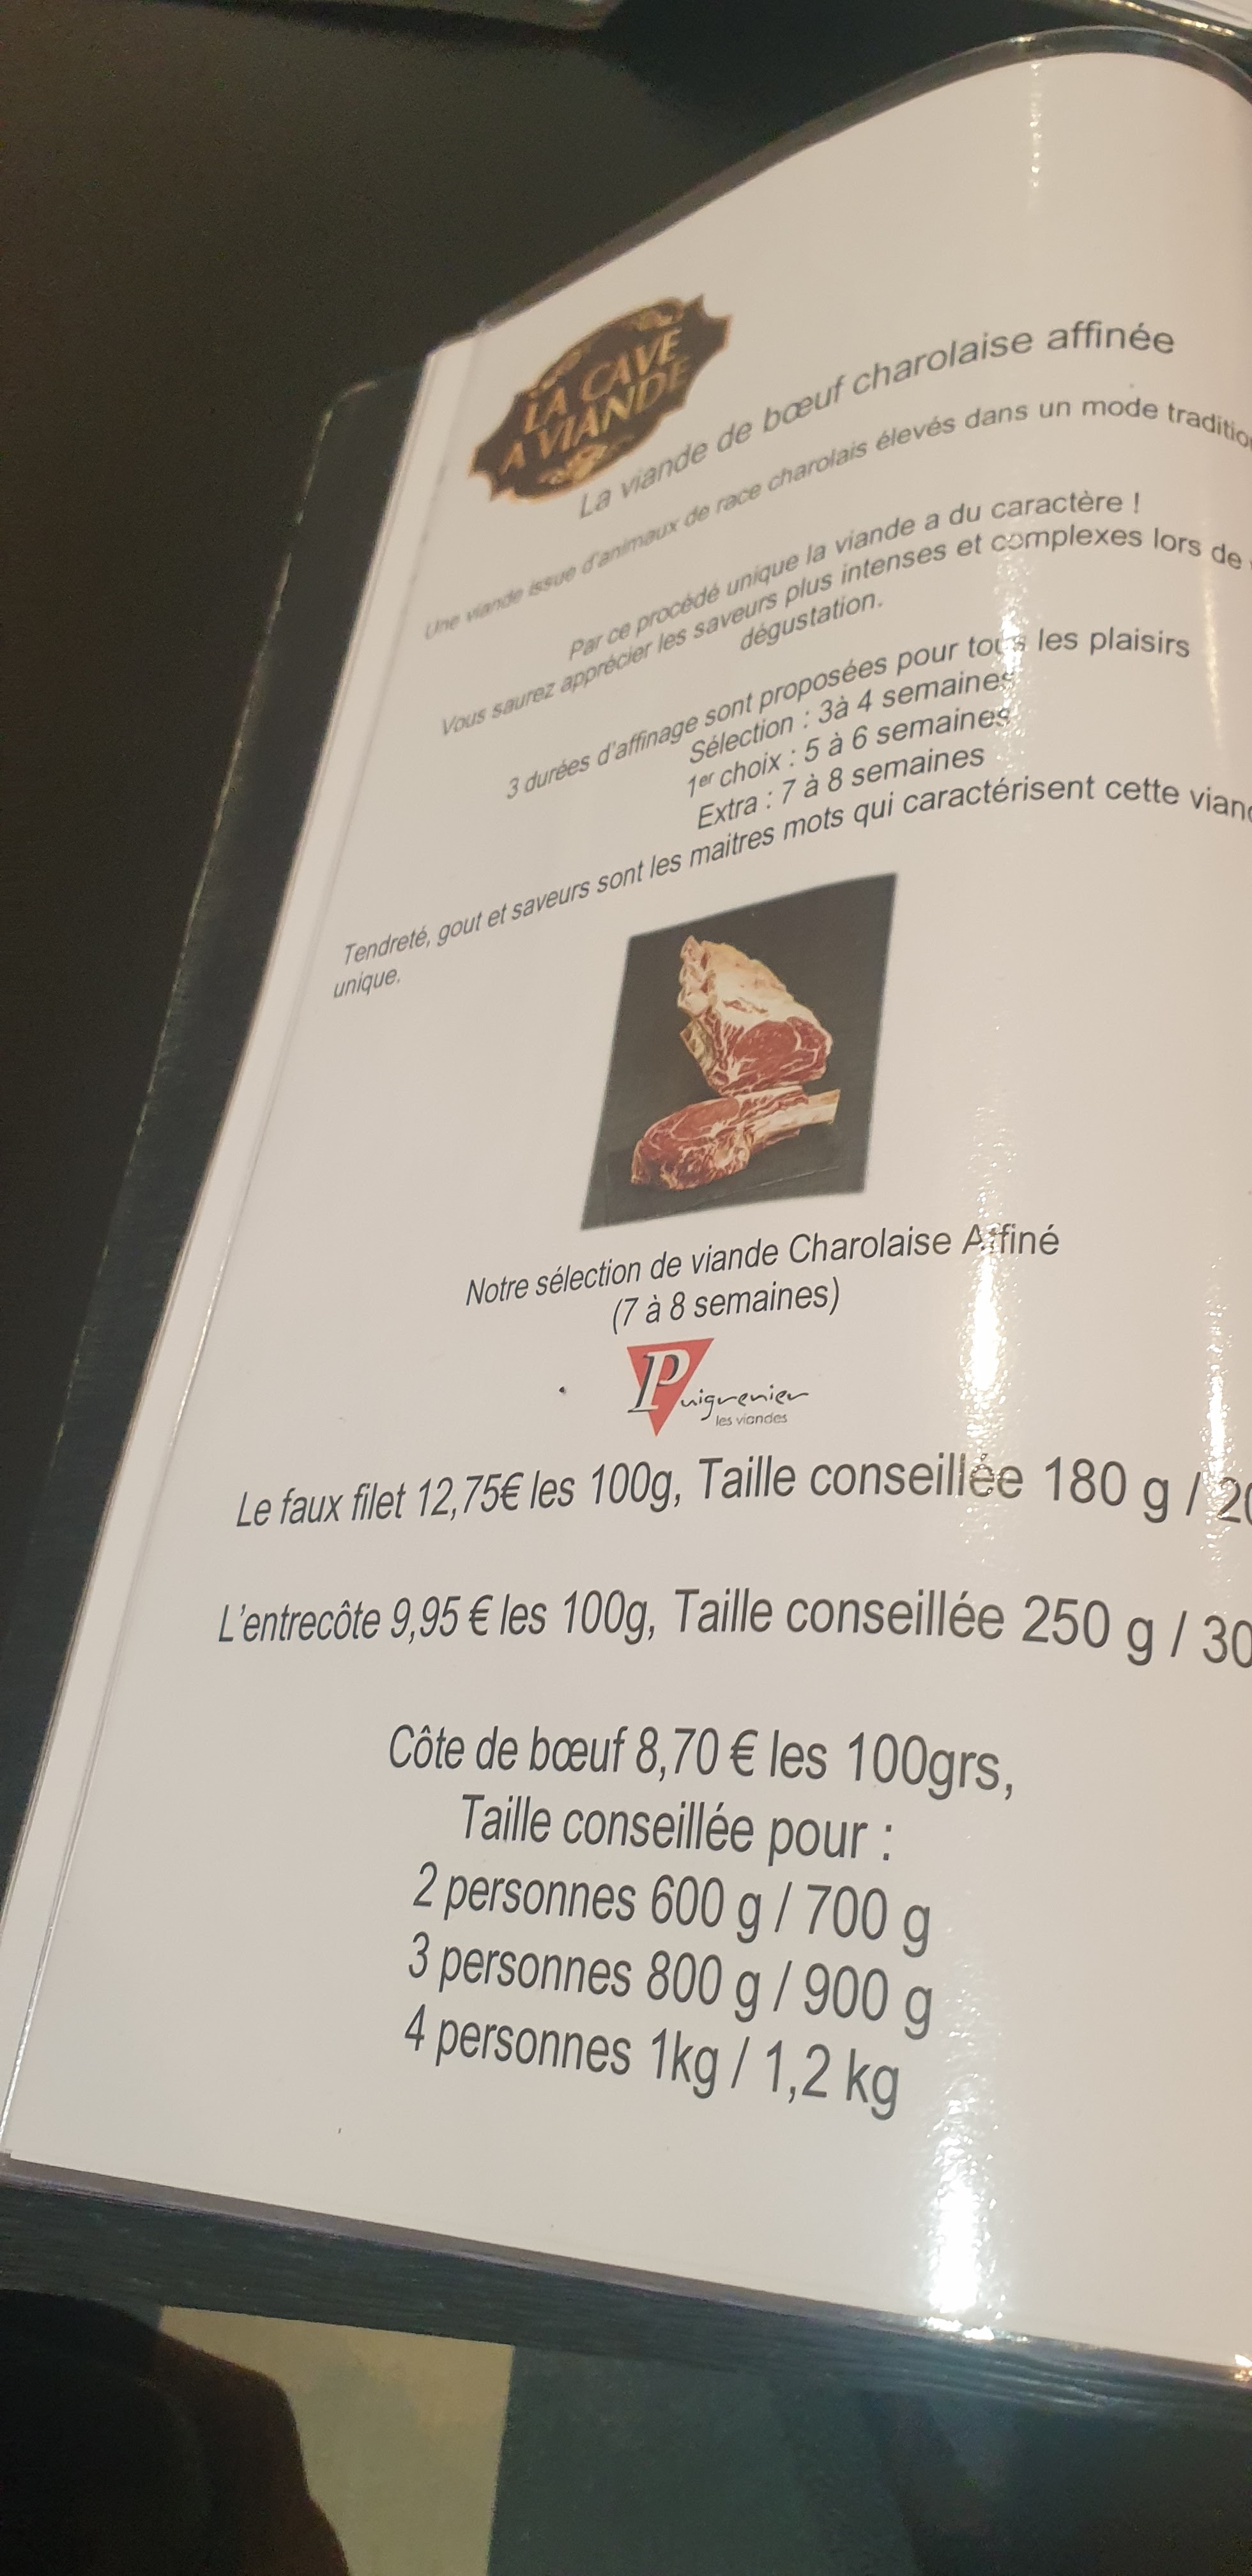 LA CAVE
A VIANDE
La viande de bœuf charolaise affinée
Une viande issue d'animaux de race charolais élevés dans un mode
Par ce procédé unique la viande a du caractère !
Vous saurez apprécier les saveurs plus intenses et complexes lors de
dégustation.
3 durées d'affinage sont proposées pour tous les plaisirs
Sélection : 3à 4 semaines
1er choix : 5 à 6 semaines
Extra : 7 à 8 semaines
Tendreté, gout et saveurs sont les maitres mots qui caractérisent cette
unique.
Notre sélection de viande Charolaise Affiné
(7 à 8 semaines)
Puigrenier
les viandes
Le faux filet 12,75€ les 100g, Taille conseillée 180 g /
L'entrecôte 9,95 € les 100g, Taille conseillée 250 g /
Côte de bœuf 8,70 € les 100grs,
Taille conseillée pour :
2 personnes 600 g / 700 g
3 personnes 800 g / 900 g
4 personnes 1kg / 1,2 kg